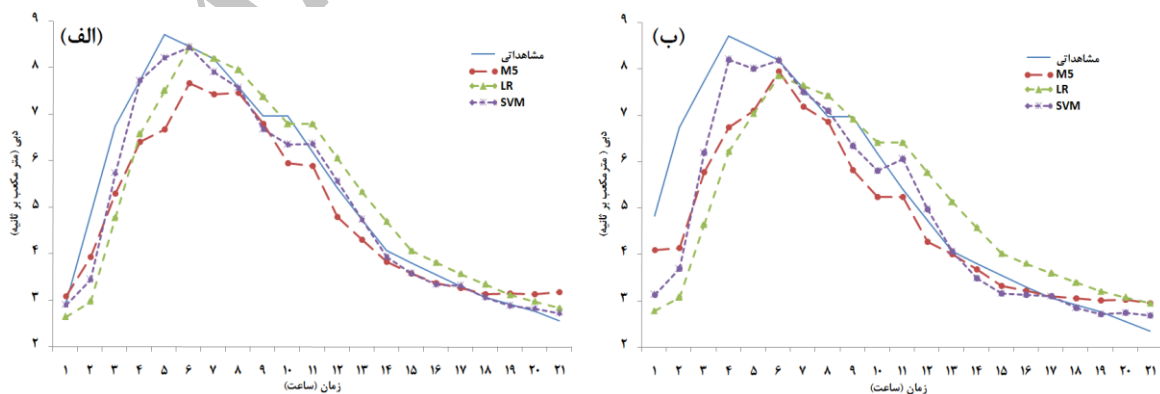 (الف)
۹
۸
۷
۶
۵
۴
۳
۲
دبی (متر مکعب بر ثانیه)
مشاهداتی
M5
LR
SVM
۱ ۲ ۳ ۴ ۵ ۶ ۷ ۸ ۹ ۱۰ ۱۱ ۱۲ ۱۳ ۱۴ ۱۵ ۱۶ ۱۷ ۱۸ ۱۹ ۲۰ ۲۱
زمان (ساعت)
(ب)
۹
۸
۷
۶
۵
۴
۳
۲
دبی ( متر مکعب بر ثانیه)
مشاهداتی
M5
LR
SVM
۱ ۲ ۳ ۴ ۵ ۶ ۷ ۸ ۹ ۱۰ ۱۱ ۱۲ ۱۳ ۱۴ ۱۵ ۱۶ ۱۷ ۱۸ ۱۹ ۲۰ ۲۱
زمان (ساعت)